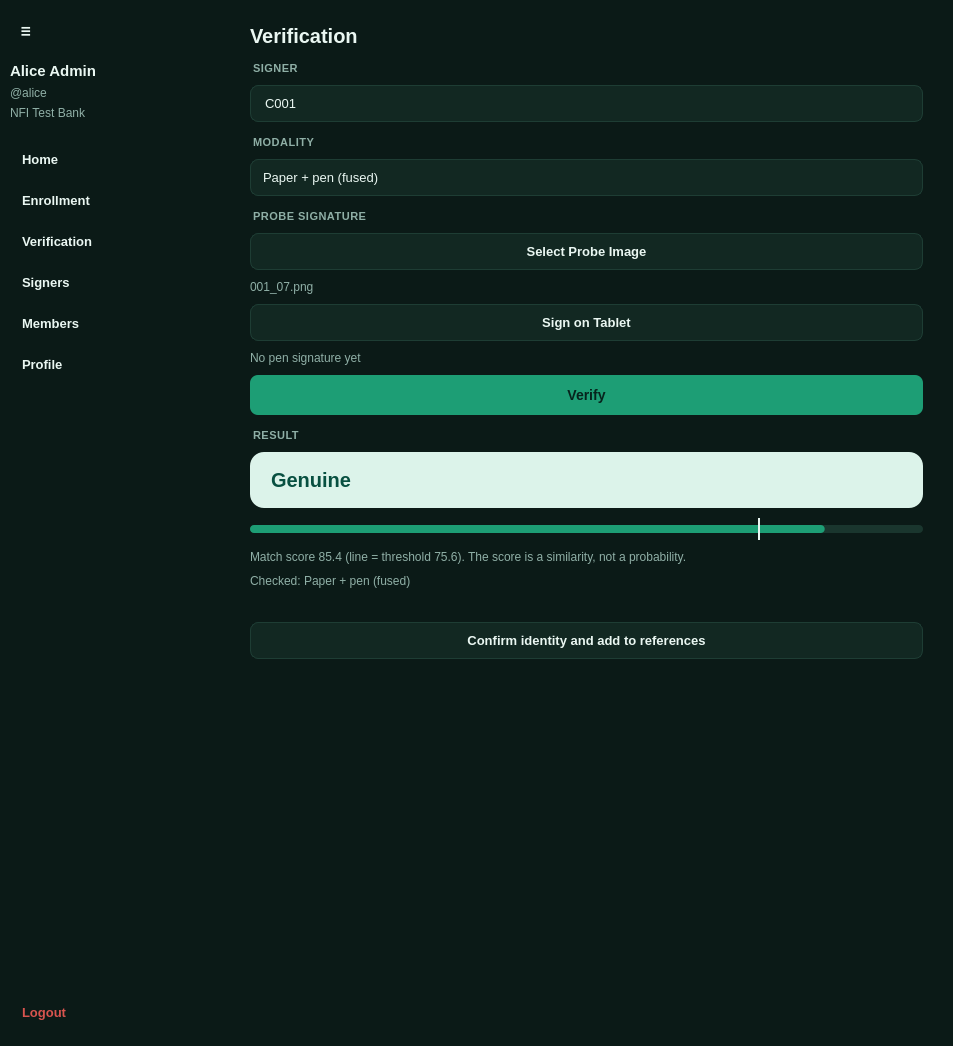 Alice Admin
@alice
NFI Test Bank
Home
Enrollment
Verification
Signers
Members
Profile
Logout
Verification
SIGNER
C001
MODALITY
Paper + pen (fused)
PROBE SIGNATURE
Select Probe Image
001_07.png
Sign on Tablet
No pen signature yet
Verify
RESULT
Genuine
Match score 85.4 (line = threshold 75.6). The score is a similarity, not a probability.
Checked: Paper + pen (fused)
Confirm identity and add to references